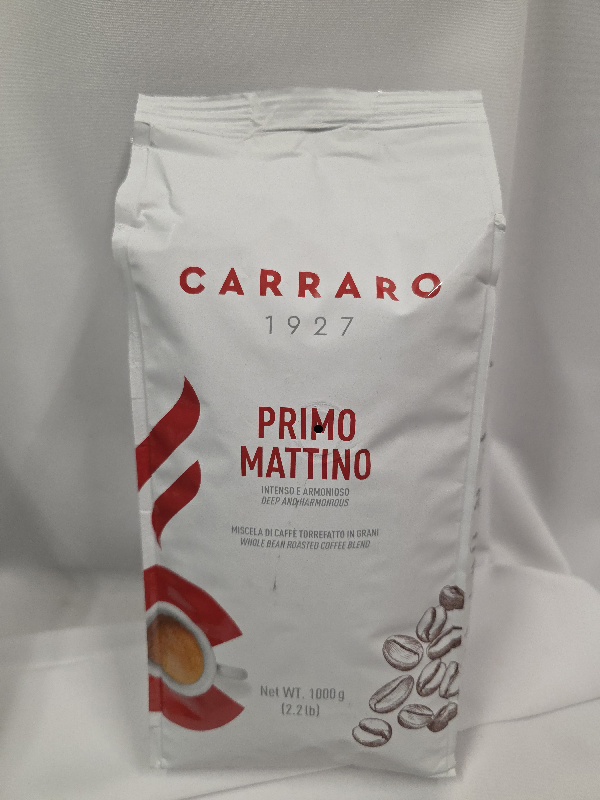 CARRARO
1927
PRIMO
MATTINO
INTENSO E ARMONIOSO
DEEP AND HARMONIOUS
MISCELA DI CAFFÈ TORREFATTO IN GRANI
WHOLE BEAN ROASTED COFFEE BLEND
Net WT. 1000 g
(2.2 lb)